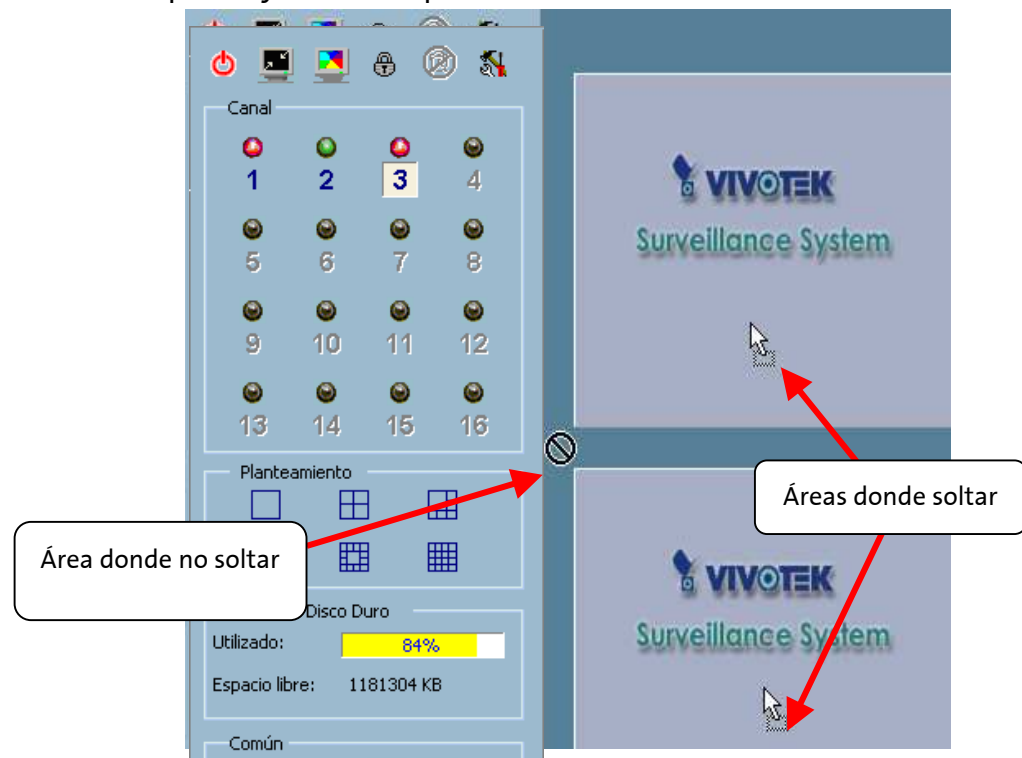 Canal
1 2 3 4
5 6 7 8
9 10 11 12
13 14 15 16
Planteamiento
Disco Duro
Utilizado: 84%
Espacio libre: 1181304 KB
Común
VIVOTEK
Surveillance System
VIVOTEK
Surveillance System
Área donde no soltar
Áreas donde soltar